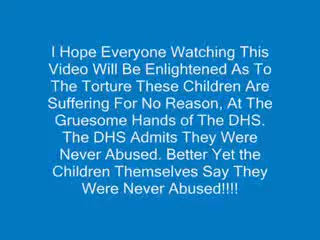 I Hope Everyone Watching This
Video Will Be Enlightened As To
The Torture These Children Are
Suffering For No Reason, At The
Gruesome Hands of The DHS.
The DHS Admits They Were
Never Abused. Better Yet the
Children Themselves Say They
Were Never Abused!!!!